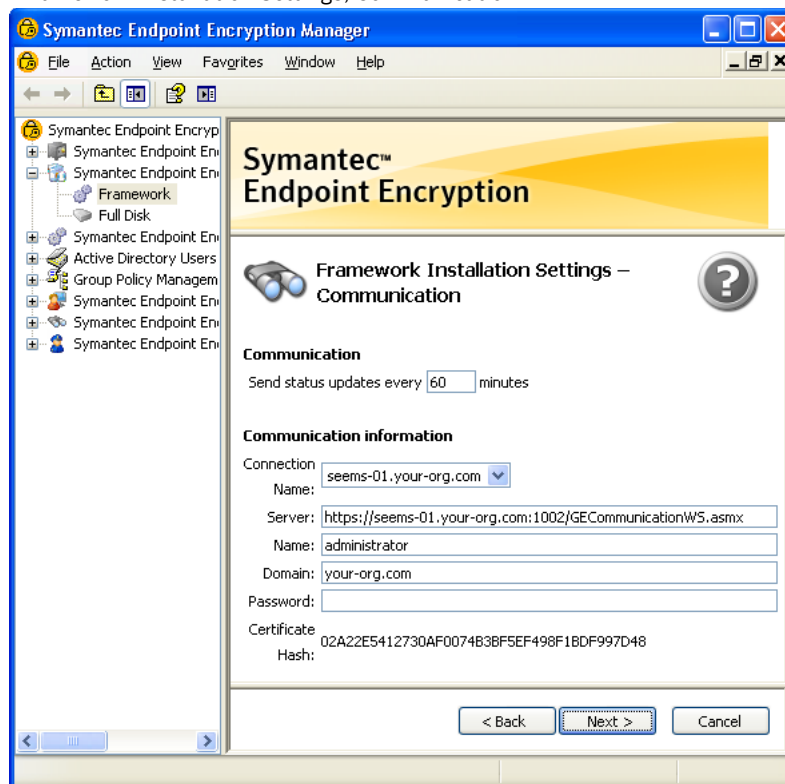 Symantec Endpoint Encryption Manager
File Action View Favorites Window Help
Symantec Endpoint Encryp
Symantec Endpoint En
Symantec Endpoint En
Framework
Full Disk
Symantec Endpoint En
Active Directory Users
Group Policy Managem
Symantec Endpoint En
Symantec Endpoint En
Symantec Endpoint En
Symantec™
Endpoint Encryption
Framework Installation Settings –
Communication
Communication
Send status updates every 60 minutes
Communication information
Connection Name: seems-01.your-org.com
Server: https://seems-01.your-org.com:1002/GECommunicationWS.asmx
Name: administrator
Domain: your-org.com
Password:
Certificate Hash: 02A22E5412730AF0074B3BF5EF498F1BDF997D48
< Back Next > Cancel